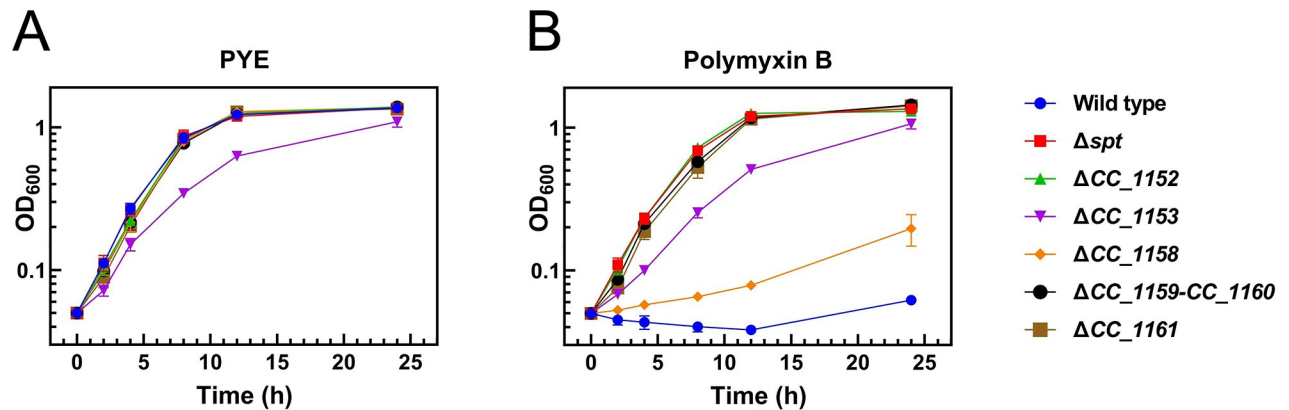 A
B
PYE
Polymyxin B
OD600
1
0.1
0 5 10 15 20 25
Time (h)
OD600
1
0.1
0 5 10 15 20 25
Time (h)
Wild type
Δspt
ΔCC_1152
ΔCC_1153
ΔCC_1158
ΔCC_1159-CC_1160
ΔCC_1161